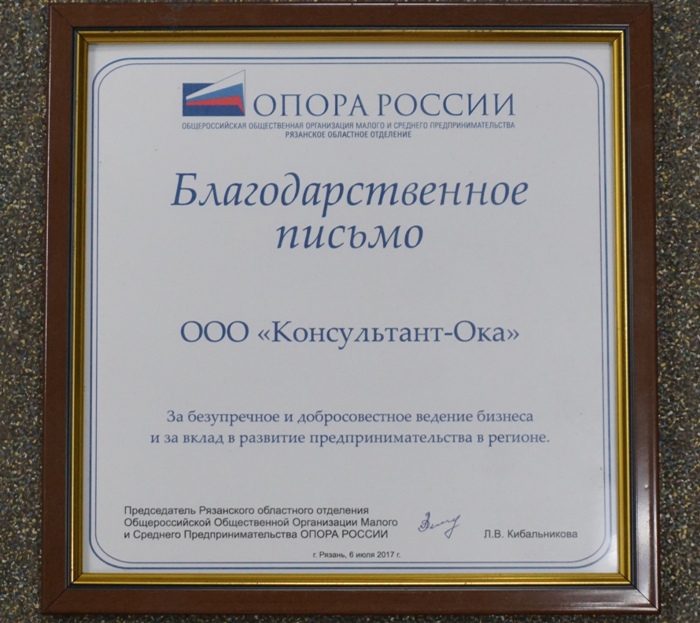 ОПОРА РОССИИ
ОБЩЕРОССИЙСКАЯ ОБЩЕСТВЕННАЯ ОРГАНИЗАЦИЯ МАЛОГО И СРЕДНЕГО ПРЕДПРИНИМАТЕЛЬСТВА
РЯЗАНСКОЕ ОБЛАСТНОЕ ОТДЕЛЕНИЕ
Благодарственное
письмо
ООО «Консультант-Ока»
За безупречное и добросовестное ведение бизнеса
и за вклад в развитие предпринимательства в регионе.
Председатель Рязанского областного отделения
Общероссийской Общественной Организации Малого
и Среднего Предпринимательства ОПОРА РОССИИ
Л.В. Кибальникова
г. Рязань, 6 июля 2017 г.